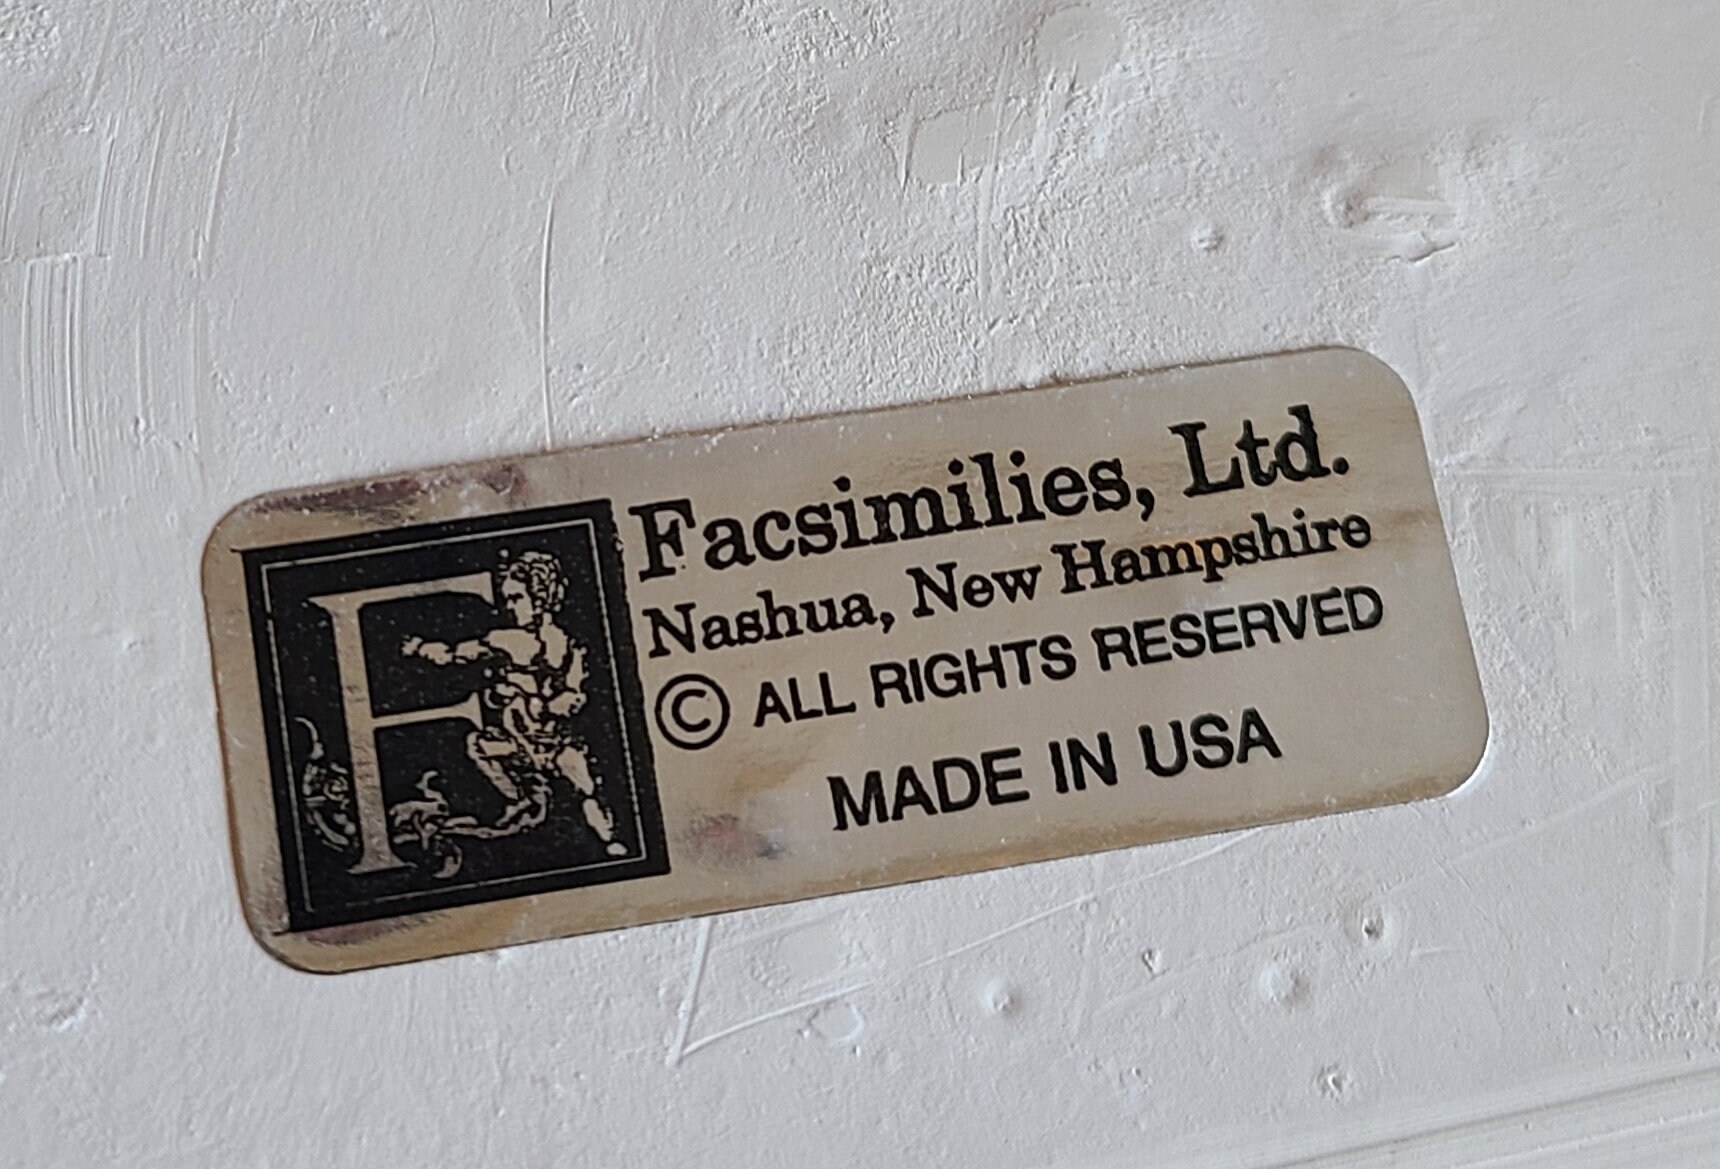 F
Facsimilies, Ltd.
Nashua, New Hampshire
© ALL RIGHTS RESERVED
MADE IN USA